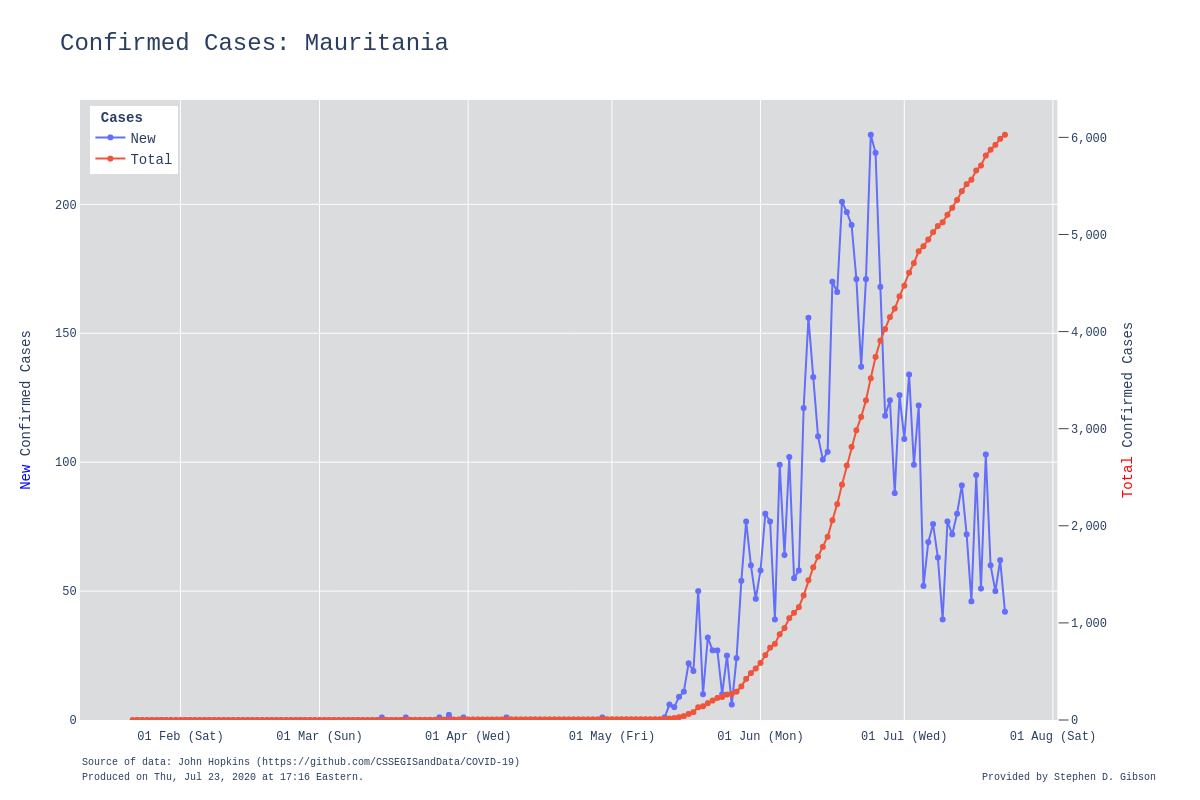 Confirmed Cases: Mauritania
Cases
New
Total
200
150
100
50
0
6,000
5,000
4,000
3,000
2,000
1,000
0
New Confirmed Cases
Total Confirmed Cases
01 Feb (Sat)
01 Mar (Sun)
01 Apr (Wed)
01 May (Fri)
01 Jun (Mon)
01 Jul (Wed)
01 Aug (Sat)
Source of data: John Hopkins (https://github.com/CSSEGISandData/COVID-19)
Produced on Thu, Jul 23, 2020 at 17:16 Eastern.
Provided by Stephen D. Gibson